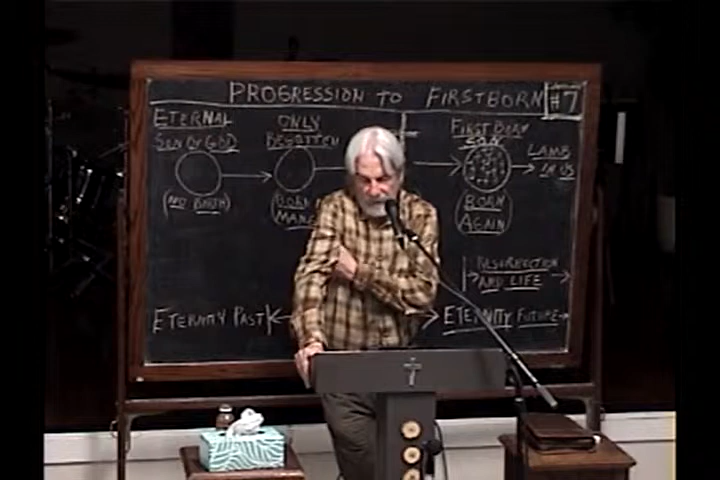 PROGRESSION TO FIRSTBORN #7
ETERNAL
SON OF GOD
(NO BIRTH)
ONLY
BEGOTTEN
(BORN
FIRST BORN
SON
(BORN
AGAIN)
LAMB
IN US
RESURRECTION
AND LIFE
ETERNITY PAST
ETERNITY FUTURE